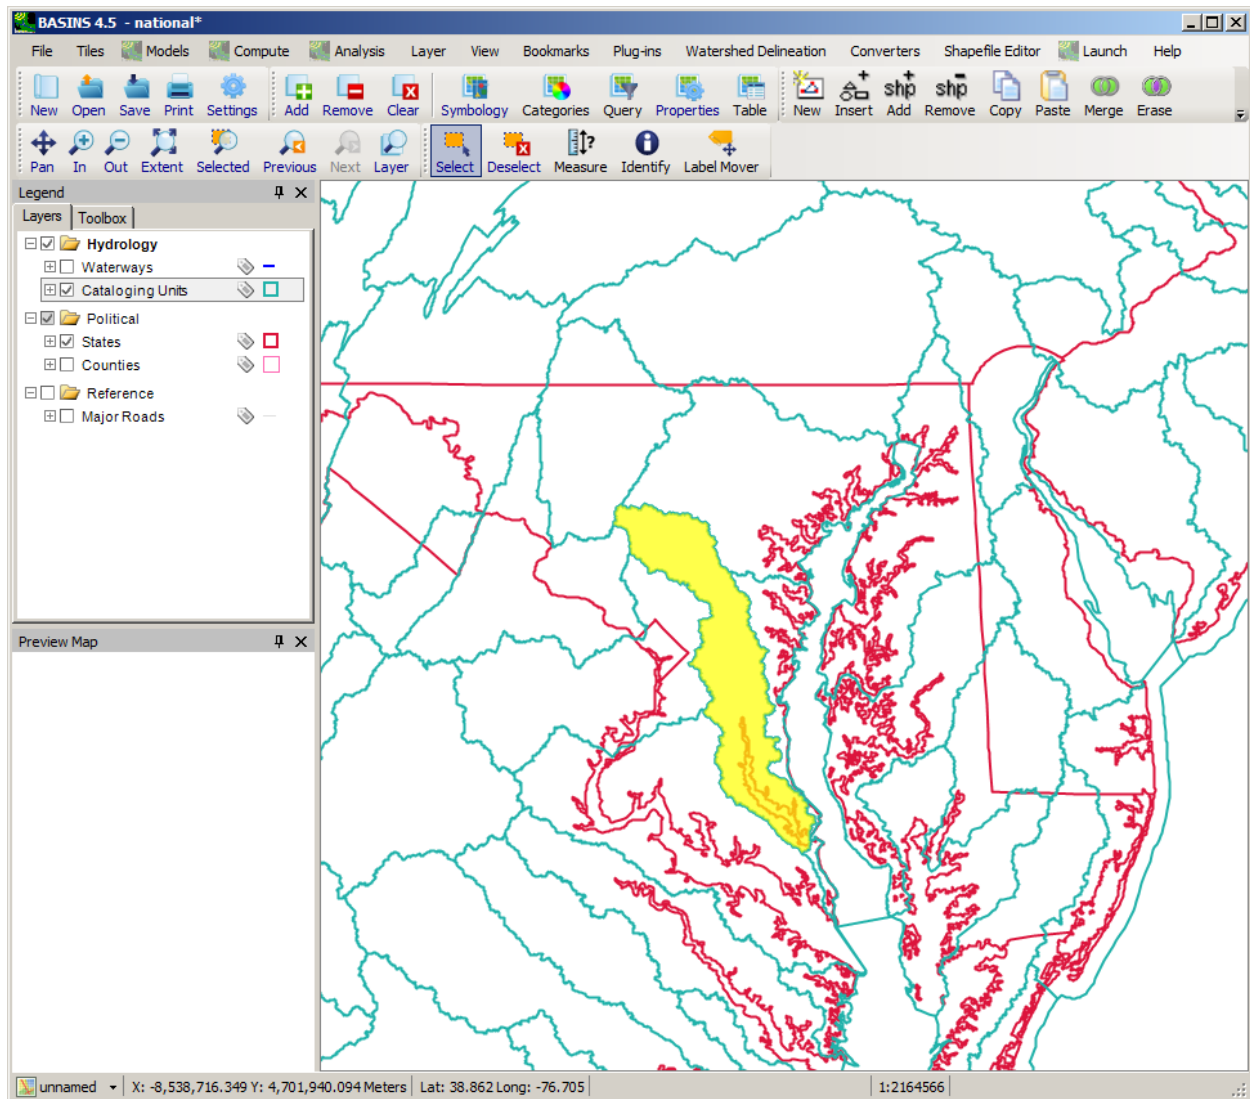 BASINS 4.5 - national*
File Tiles Models Compute Analysis Layer View Bookmarks Plug-ins Watershed Delineation Converters Shapefile Editor Launch Help
New Open Save Print Settings Add Remove Clear Symbology Categories Query Properties Table New Insert Add Remove Copy Paste Merge Erase
Pan In Out Extent Selected Previous Next Layer Select Deselect Measure Identify Label Mover
Legend
Layers Toolbox
Hydrology
Waterways
Cataloging Units
Political
States
Counties
Reference
Major Roads
Preview Map
unnamed X: -8,538,716.349 Y: 4,701,940.094 Meters Lat: 38.862 Long: -76.705 1:2164566